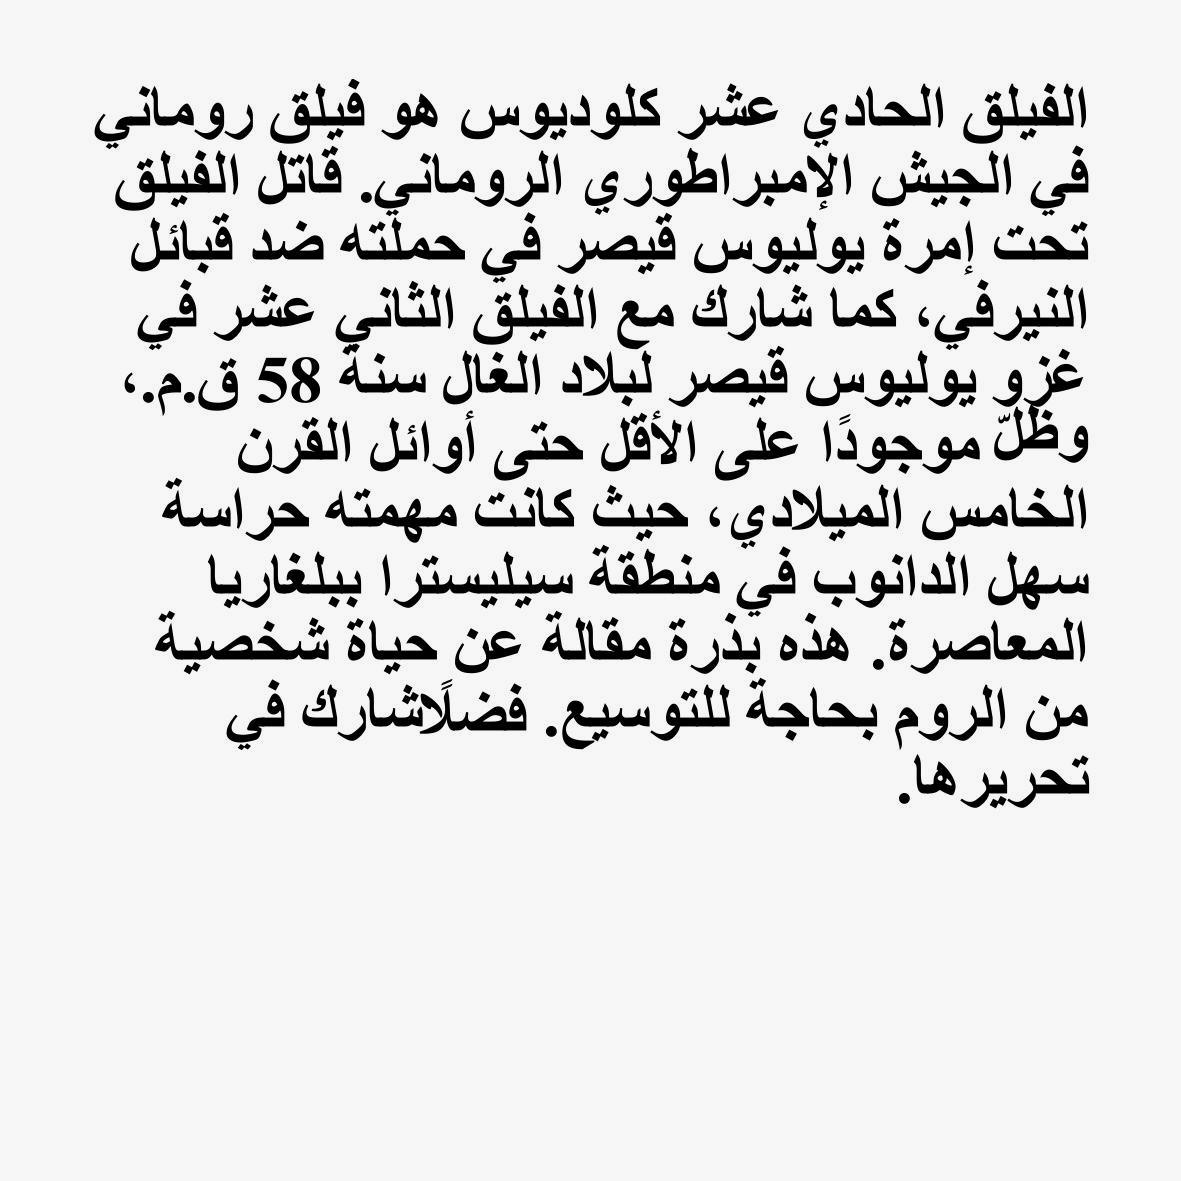 الفيلق الحادي عشر كلوديوس هو فيلق روماني
في الجيش الإمبراطوري الروماني. قاتل الفيلق
تحت إمرة يوليوس قيصر في حملته ضد قبائل
النيرفي، كما شارك مع الفيلق الثاني عشر في
غزو يوليوس قيصر لبلاد الغال سنة 58 ق.م.،
وظلّ موجودًا على الأقل حتى أوائل القرن
الخامس الميلادي، حيث كانت مهمته حراسة
سهل الدانوب في منطقة سيليسترا ببلغاريا
المعاصرة. هذه بذرة مقالة عن حياة شخصية
من الروم بحاجة للتوسيع. فضلًاشارك في
تحريرها.